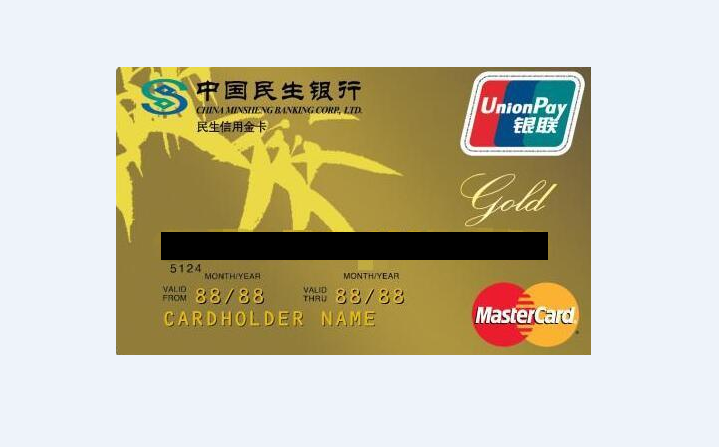 中国民生银行
CHINA MINSHENG BANKING CORP., LTD.
民生信用金卡
UnionPay
银联
Gold
5124
MONTH/YEAR MONTH/YEAR
VALID FROM 88/88 VALID THRU 88/88
CARDHOLDER NAME
MasterCard